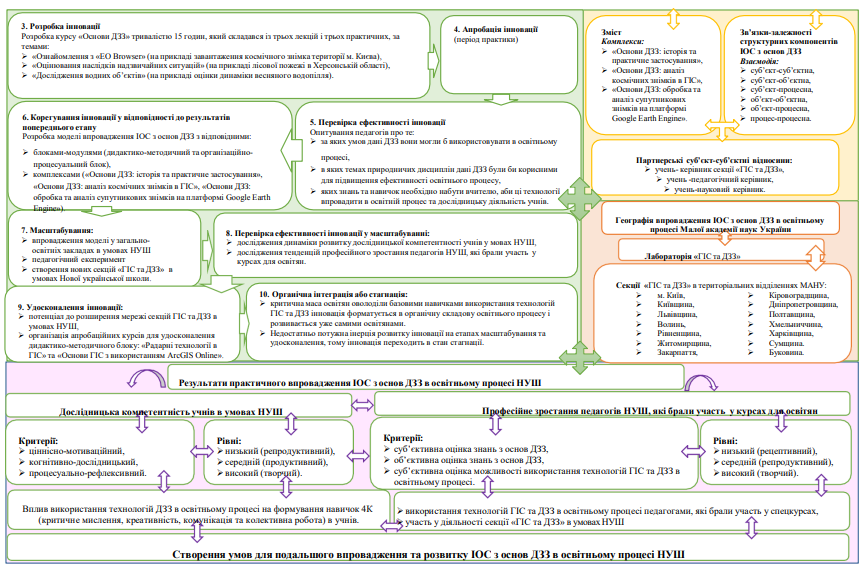 3. Розробка інновації
Розробка курсу «Основи ДЗЗ» тривалістю 15 годин, який складався із трьох лекцій і трьох практичних, за
темами:
➢ «Ознайомлення з «EO Browser» (на прикладі завантаження космічного знімка території м. Києва),
➢ «Оцінювання наслідків надзвичайних ситуацій» (на прикладі лісової пожежі в Херсонській області),
➢ «Дослідження водних об’єктів» (на прикладі оцінки динаміки весняного водопілля).
4. Апробація інновації
(період практики)
6. Корегування інновації у відповідності до результатів
попереднього етапу
Розробка моделі впровадження ІОС з основ ДЗЗ з відповідними:
➢ блоками-модулями (дидактико-методичний та організаційно-
процесуальний блок),
➢ комплексами («Основи ДЗЗ: історія та практичне застосування»,
«Основи ДЗЗ: аналіз космічних знімків в ГІС», «Основи ДЗЗ:
обробка та аналіз супутникових знімків на платформі Google Earth
Engine»).
5. Перевірка ефективності інновації
Опитування педагогів про те:
➢ за яких умов дані ДЗЗ вони могли б використовувати в освітньому
процесі,
➢ в яких темах природничих дисциплін дані ДЗЗ були би корисними
для підвищення ефективності освітнього процесу,
➢ яких знань та навичок необхідно набути вчителю, аби ці технології
впровадити в освітній процес та дослідницьку діяльність учнів.
7. Масштабування:
➢ впровадження моделі у загально-
освітніх закладах в умовах НУШ
➢ педагогічний експеримент
➢ створення нових секцій «ГІС та ДЗЗ» в
умовах Нової української школи.
8. Перевірка ефективності інновації у масштабуванні:
➢ дослідження динаміки розвитку дослідницької компетентності учнів у мовах НУШ,
➢ дослідження тенденцій професійного зростання педагогів НУШ, які брали участь у
курсах для освітян.
9. Удосконалення інновації:
➢ потенціал до розширення мережі секцій ГІС та ДЗЗ в
умовах НУШ,
➢ організація апробаційних курсів для удосконалення
дидактико-методичного блоку: «Радарні технології в
ГІС» та «Основи ГІС з використанням ArcGIS Online».
10. Органічна інтеграція або стагнація:
➢ критична маса освітян оволоділи базовими навичками використання технологій
ГІС та ДЗЗ інновація форматується в органічну складову освітнього процесу і
розвивається уже самими освітянами.
➢ Недостатньо потужна інерція розвитку інновації на етапах масштабування та
удосконалення, тому інновація переходить в стан стагнації.
Зміст
Комплекси:
➢ «Основи ДЗЗ: історія та
практичне застосування»,
➢ «Основи ДЗЗ: аналіз
космічних знімків в ГІС»,
➢ «Основи ДЗЗ: обробка та
аналіз супутникових
знімків на платформі
Google Earth Engine».
Зв’язки-залежності
структурних компонентів
ІОС з основ ДЗЗ
Взаємодія:
➢ суб’єкт-суб’єктна,
➢ суб’єкт-об’єктна,
➢ суб’єкт-процесна,
➢ об’єкт-об’єктна,
➢ об’єкт-процесна,
➢ процес-процесна.
Партнерські суб’єкт-суб’єктні відносини:
➢ учень- керівник секції «ГІС та ДЗЗ»,
➢ учень -педагогічний керівник,
➢ учень-науковий керівник.
Географія впровадження ІОС з основ ДЗЗ в освітньому
процесі Малої академії наук України
Лабораторія «ГІС та ДЗЗ»
Секції «ГІС та ДЗЗ» в територіальних відділеннях МАНУ:
➢ м. Київ,
➢ Київщина,
➢ Львівщина,
➢ Волинь,
➢ Рівненщина,
➢ Житомирщина,
➢ Закарпаття,
➢ Кіровоградщина,
➢ Дніпропетровщина,
➢ Полтавщина,
➢ Хмельниччина,
➢ Харківщина,
➢ Сумщина.
➢ Буковина.
Результати практичного впровадження ІОС з основ ДЗЗ в освітньому процесі НУШ
Дослідницька компетентність учнів в умовах НУШ
Професійне зростання педагогів НУШ, які брали участь у курсах для освітян
Критерії:
➢ ціннісно-мотиваційний,
➢ когнітивно-дослідницький,
➢ процесуально-рефлексивний.
Рівні:
➢ низький (репродуктивний),
➢ середній (продуктивний),
➢ високий (творчий).
Критерії:
➢ суб’єктивна оцінка знань з основ ДЗЗ,
➢ об’єктивна оцінка знань з основ ДЗЗ,
➢ суб’єктивна оцінка можливості використання технологій ГІС та ДЗЗ в
освітньому процесі.
Рівні:
➢ низький (рецептивний),
➢ середній (репродуктивний),
➢ високий (творчий).
Вплив використання технологій ДЗЗ в освітньому процесі на формування навичок 4К
(критичне мислення, креативність, комунікація та колективна робота) в учнів.
➢ використання технологій ГІС та ДЗЗ в освітньому процесі педагогами, які брали участь у спецкурсах,
➢ участь у діяльності секції «ГІС та ДЗЗ» в умовах НУШ
Створення умов для подальшого впровадження та розвитку ІОС з основ ДЗЗ в освітньому процесі НУШ